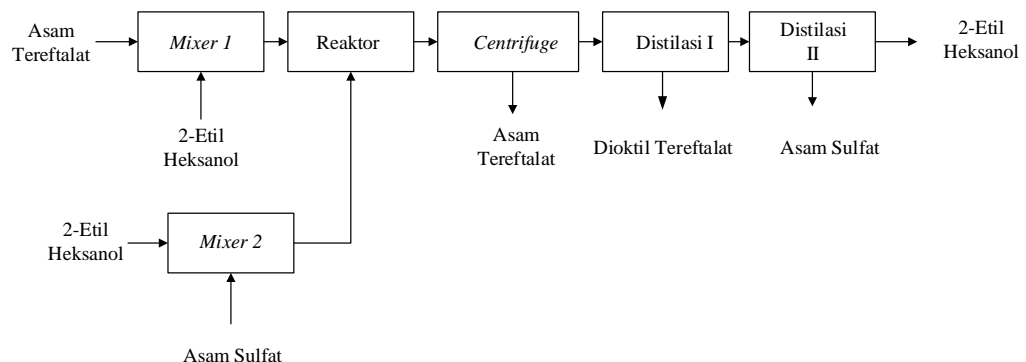 Asam
Tereftalat
Mixer 1
Reaktor
Centrifuge
Distilasi I
Distilasi
II
2-Etil
Heksanol
2-Etil
Heksanol
Asam
Tereftalat
Dioktil Tereftalat
Asam Sulfat
2-Etil
Heksanol
Mixer 2
Asam Sulfat